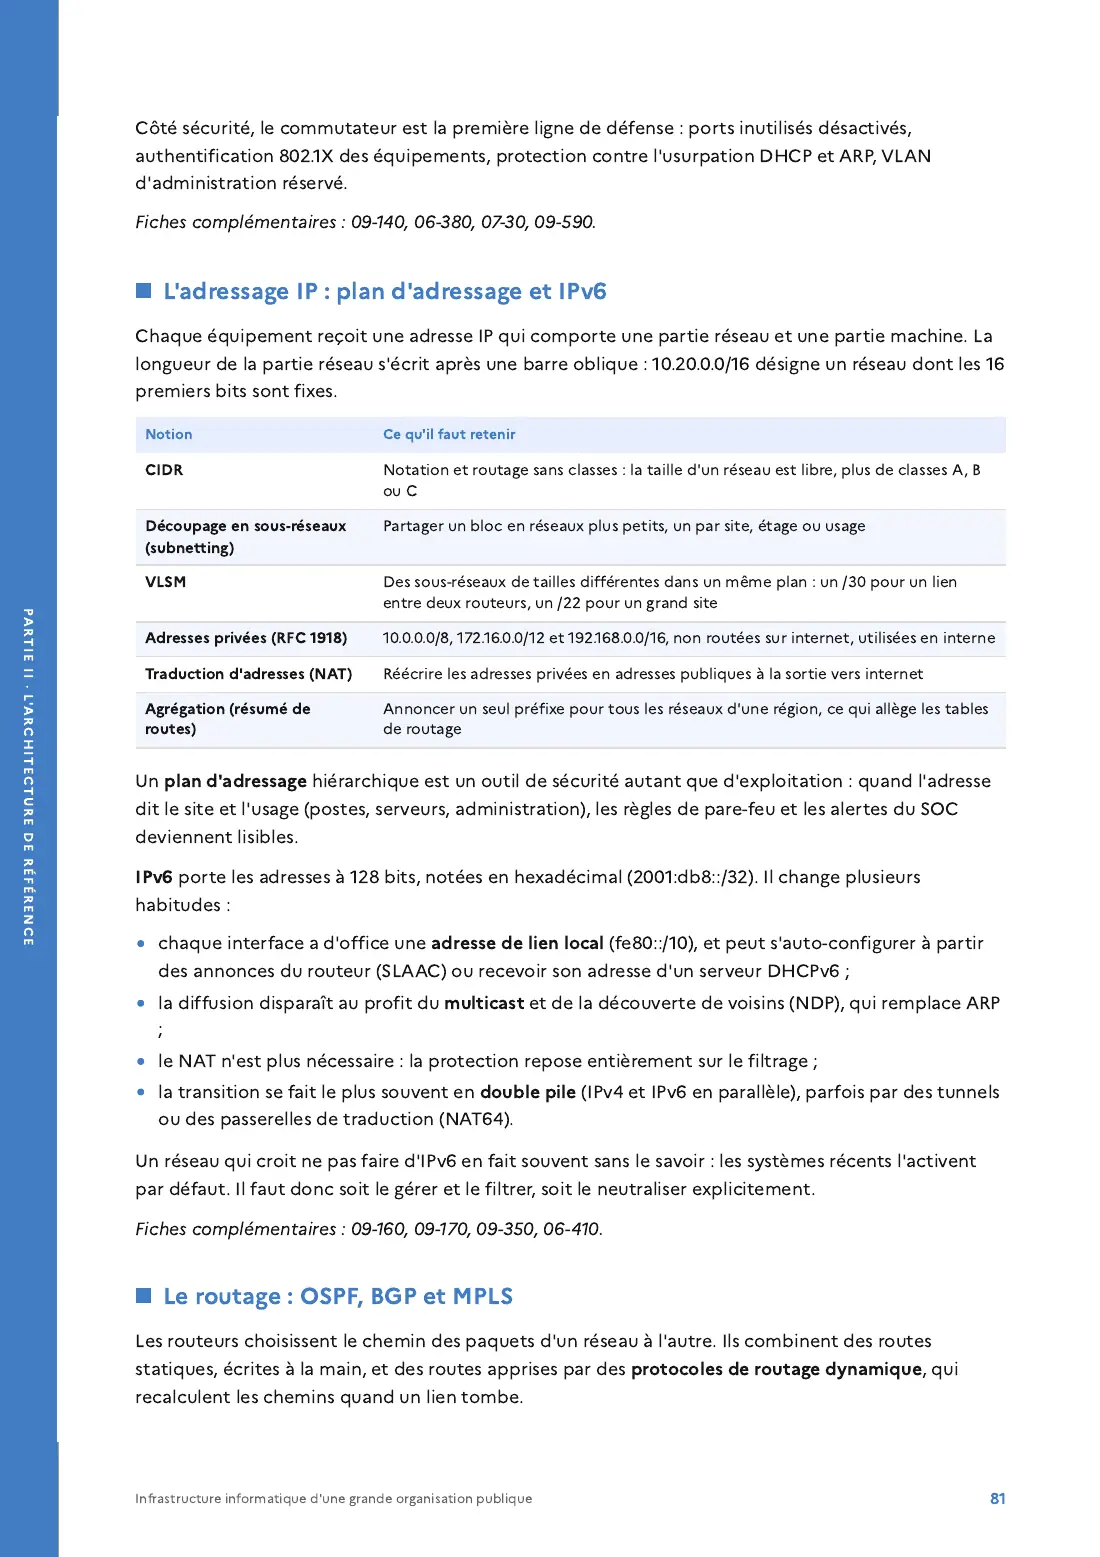 Côté sécurité, le commutateur est la première ligne de défense : ports inutilisés désactivés,
authentification 802.1X des équipements, protection contre l'usurpation DHCP et ARP, VLAN
d'administration réservé.
Fiches complémentaires : 09-140, 06-380, 07-30, 09-590.
L'adressage IP : plan d'adressage et IPv6
Chaque équipement reçoit une adresse IP qui comporte une partie réseau et une partie machine. La
longueur de la partie réseau s'écrit après une barre oblique : 10.20.0.0/16 désigne un réseau dont les 16
premiers bits sont fixes.
Notion Ce qu'il faut retenir
CIDR Notation et routage sans classes : la taille d'un réseau est libre, plus de classes A, B
ou C
Découpage en sous-réseaux Partager un bloc en réseaux plus petits, un par site, étage ou usage
(subnetting)
VLSM Des sous-réseaux de tailles différentes dans un même plan : un /30 pour un lien
entre deux routeurs, un /22 pour un grand site
Adresses privées (RFC 1918) 10.0.0.0/8, 172.16.0.0/12 et 192.168.0.0/16, non routées sur internet, utilisées en interne
Traduction d'adresses (NAT) Réécrire les adresses privées en adresses publiques à la sortie vers internet
Agrégation (résumé de Annoncer un seul préfixe pour tous les réseaux d'une région, ce qui allège les tables
routes) de routage
Un plan d'adressage hiérarchique est un outil de sécurité autant que d'exploitation : quand l'adresse
dit le site et l'usage (postes, serveurs, administration), les règles de pare-feu et les alertes du SOC
deviennent lisibles.
IPv6 porte les adresses à 128 bits, notées en hexadécimal (2001:db8::/32). Il change plusieurs
habitudes :
• chaque interface a d'office une adresse de lien local (fe80::/10), et peut s'auto-configurer à partir
des annonces du routeur (SLAAC) ou recevoir son adresse d'un serveur DHCPv6 ;
• la diffusion disparaît au profit du multicast et de la découverte de voisins (NDP), qui remplace ARP
;
• le NAT n'est plus nécessaire : la protection repose entièrement sur le filtrage ;
• la transition se fait le plus souvent en double pile (IPv4 et IPv6 en parallèle), parfois par des tunnels
ou des passerelles de traduction (NAT64).
Un réseau qui croit ne pas faire d'IPv6 en fait souvent sans le savoir : les systèmes récents l'activent
par défaut. Il faut donc soit le gérer et le filtrer, soit le neutraliser explicitement.
Fiches complémentaires : 09-160, 09-170, 09-350, 06-410.
Le routage : OSPF, BGP et MPLS
Les routeurs choisissent le chemin des paquets d'un réseau à l'autre. Ils combinent des routes
statiques, écrites à la main, et des routes apprises par des protocoles de routage dynamique, qui
recalculent les chemins quand un lien tombe.
PARTIE II · L'ARCHITECTURE DE RÉFÉRENCE
Infrastructure informatique d'une grande organisation publique 81